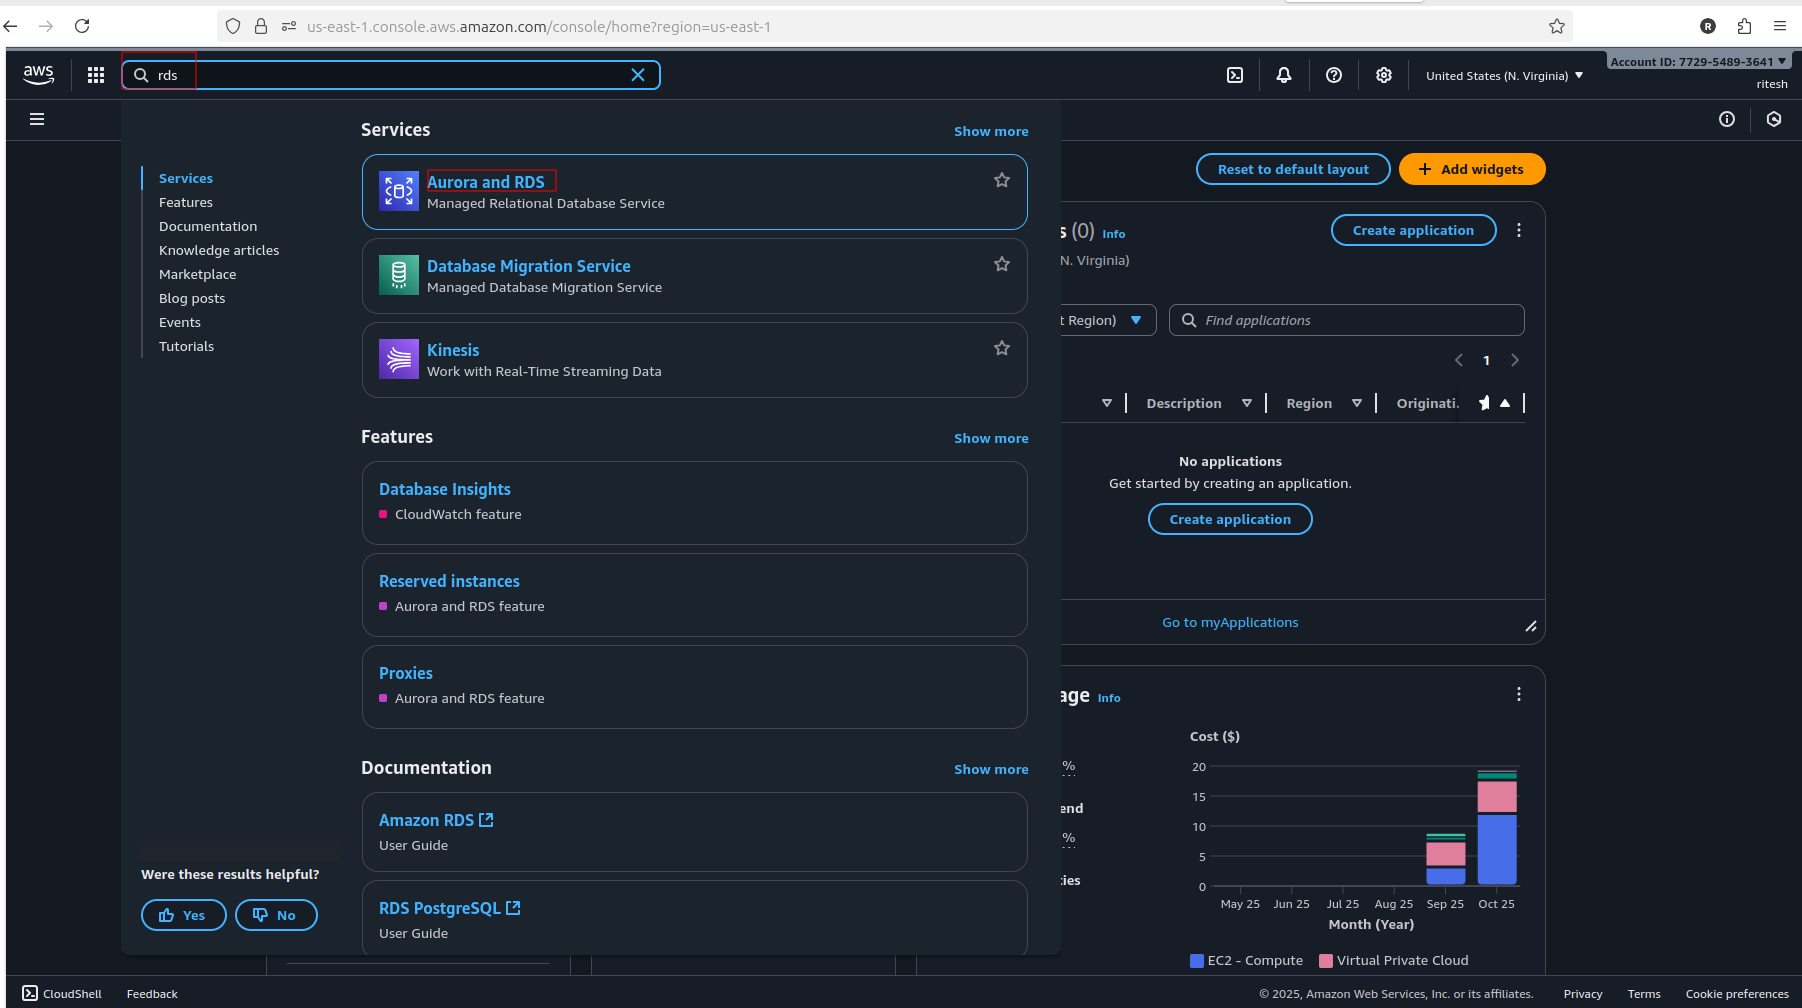 us-east-1.console.aws.amazon.com/console/home?region=us-east-1
R
aws
rds
United States (N. Virginia)
Account ID: 7729-5489-3641
ritesh
Services
Features
Documentation
Knowledge articles
Marketplace
Blog posts
Events
Tutorials
Were these results helpful?
Yes
No
Services
Show more
Aurora and RDS
Managed Relational Database Service
Database Migration Service
Managed Database Migration Service
Kinesis
Work with Real-Time Streaming Data
Features
Show more
Database Insights
CloudWatch feature
Reserved instances
Aurora and RDS feature
Proxies
Aurora and RDS feature
Documentation
Show more
Amazon RDS
User Guide
RDS PostgreSQL
User Guide
Reset to default layout
+ Add widgets
s (0) Info
Create application
N. Virginia)
t Region)
Find applications
1
Description
Region
Originati.
No applications
Get started by creating an application.
Create application
Go to myApplications
age Info
%
end
%
ies
Cost ($)
20
15
10
5
0
May 25 Jun 25 Jul 25 Aug 25 Sep 25 Oct 25
Month (Year)
EC2 - Compute
Virtual Private Cloud
CloudShell
Feedback
© 2025, Amazon Web Services, Inc. or its affiliates.
Privacy
Terms
Cookie preferences